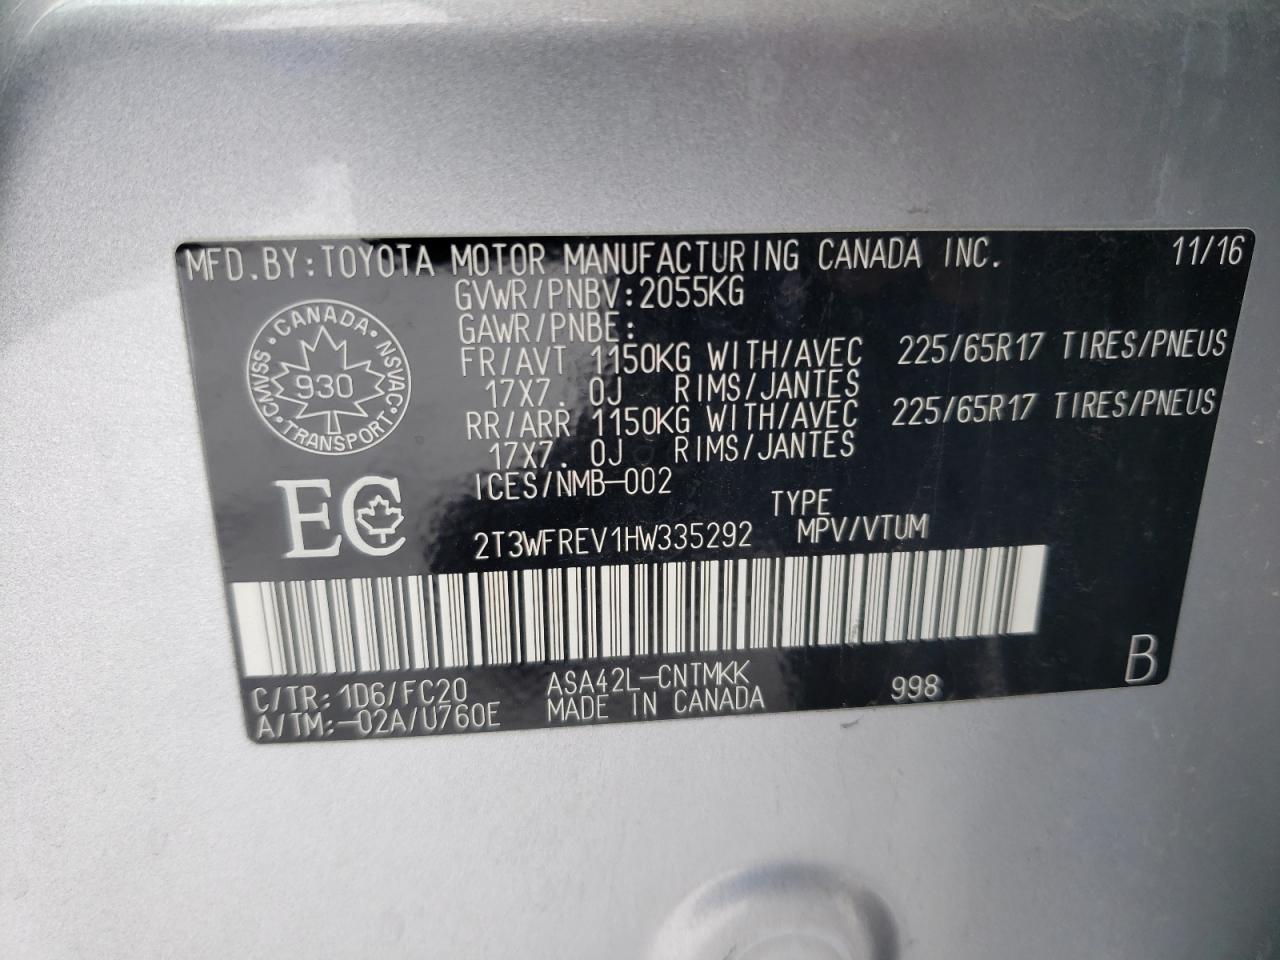 MFD.BY:TOYOTA MOTOR MANUFACTURING CANADA INC. 11/16
GVWR/PNBV:2055KG
GAWR/PNBE:
FR/AVT 1150KG WITH/AVEC 225/65R17 TIRES/PNEUS
17X7. 0J RIMS/JANTES
RR/ARR 1150KG WITH/AVEC 225/65R17 TIRES/PNEUS
17X7. 0J RIMS/JANTES
ICES/NMB-002
CANADA
CMVSS
930
NSVAC
TRANSPORT
EC
TYPE
2T3WFREV1HW335292 MPV/VTUM
C/TR: 1D6/FC20 ASA42L-CNTMKK 998 B
A/TM:-02A/U760E MADE IN CANADA